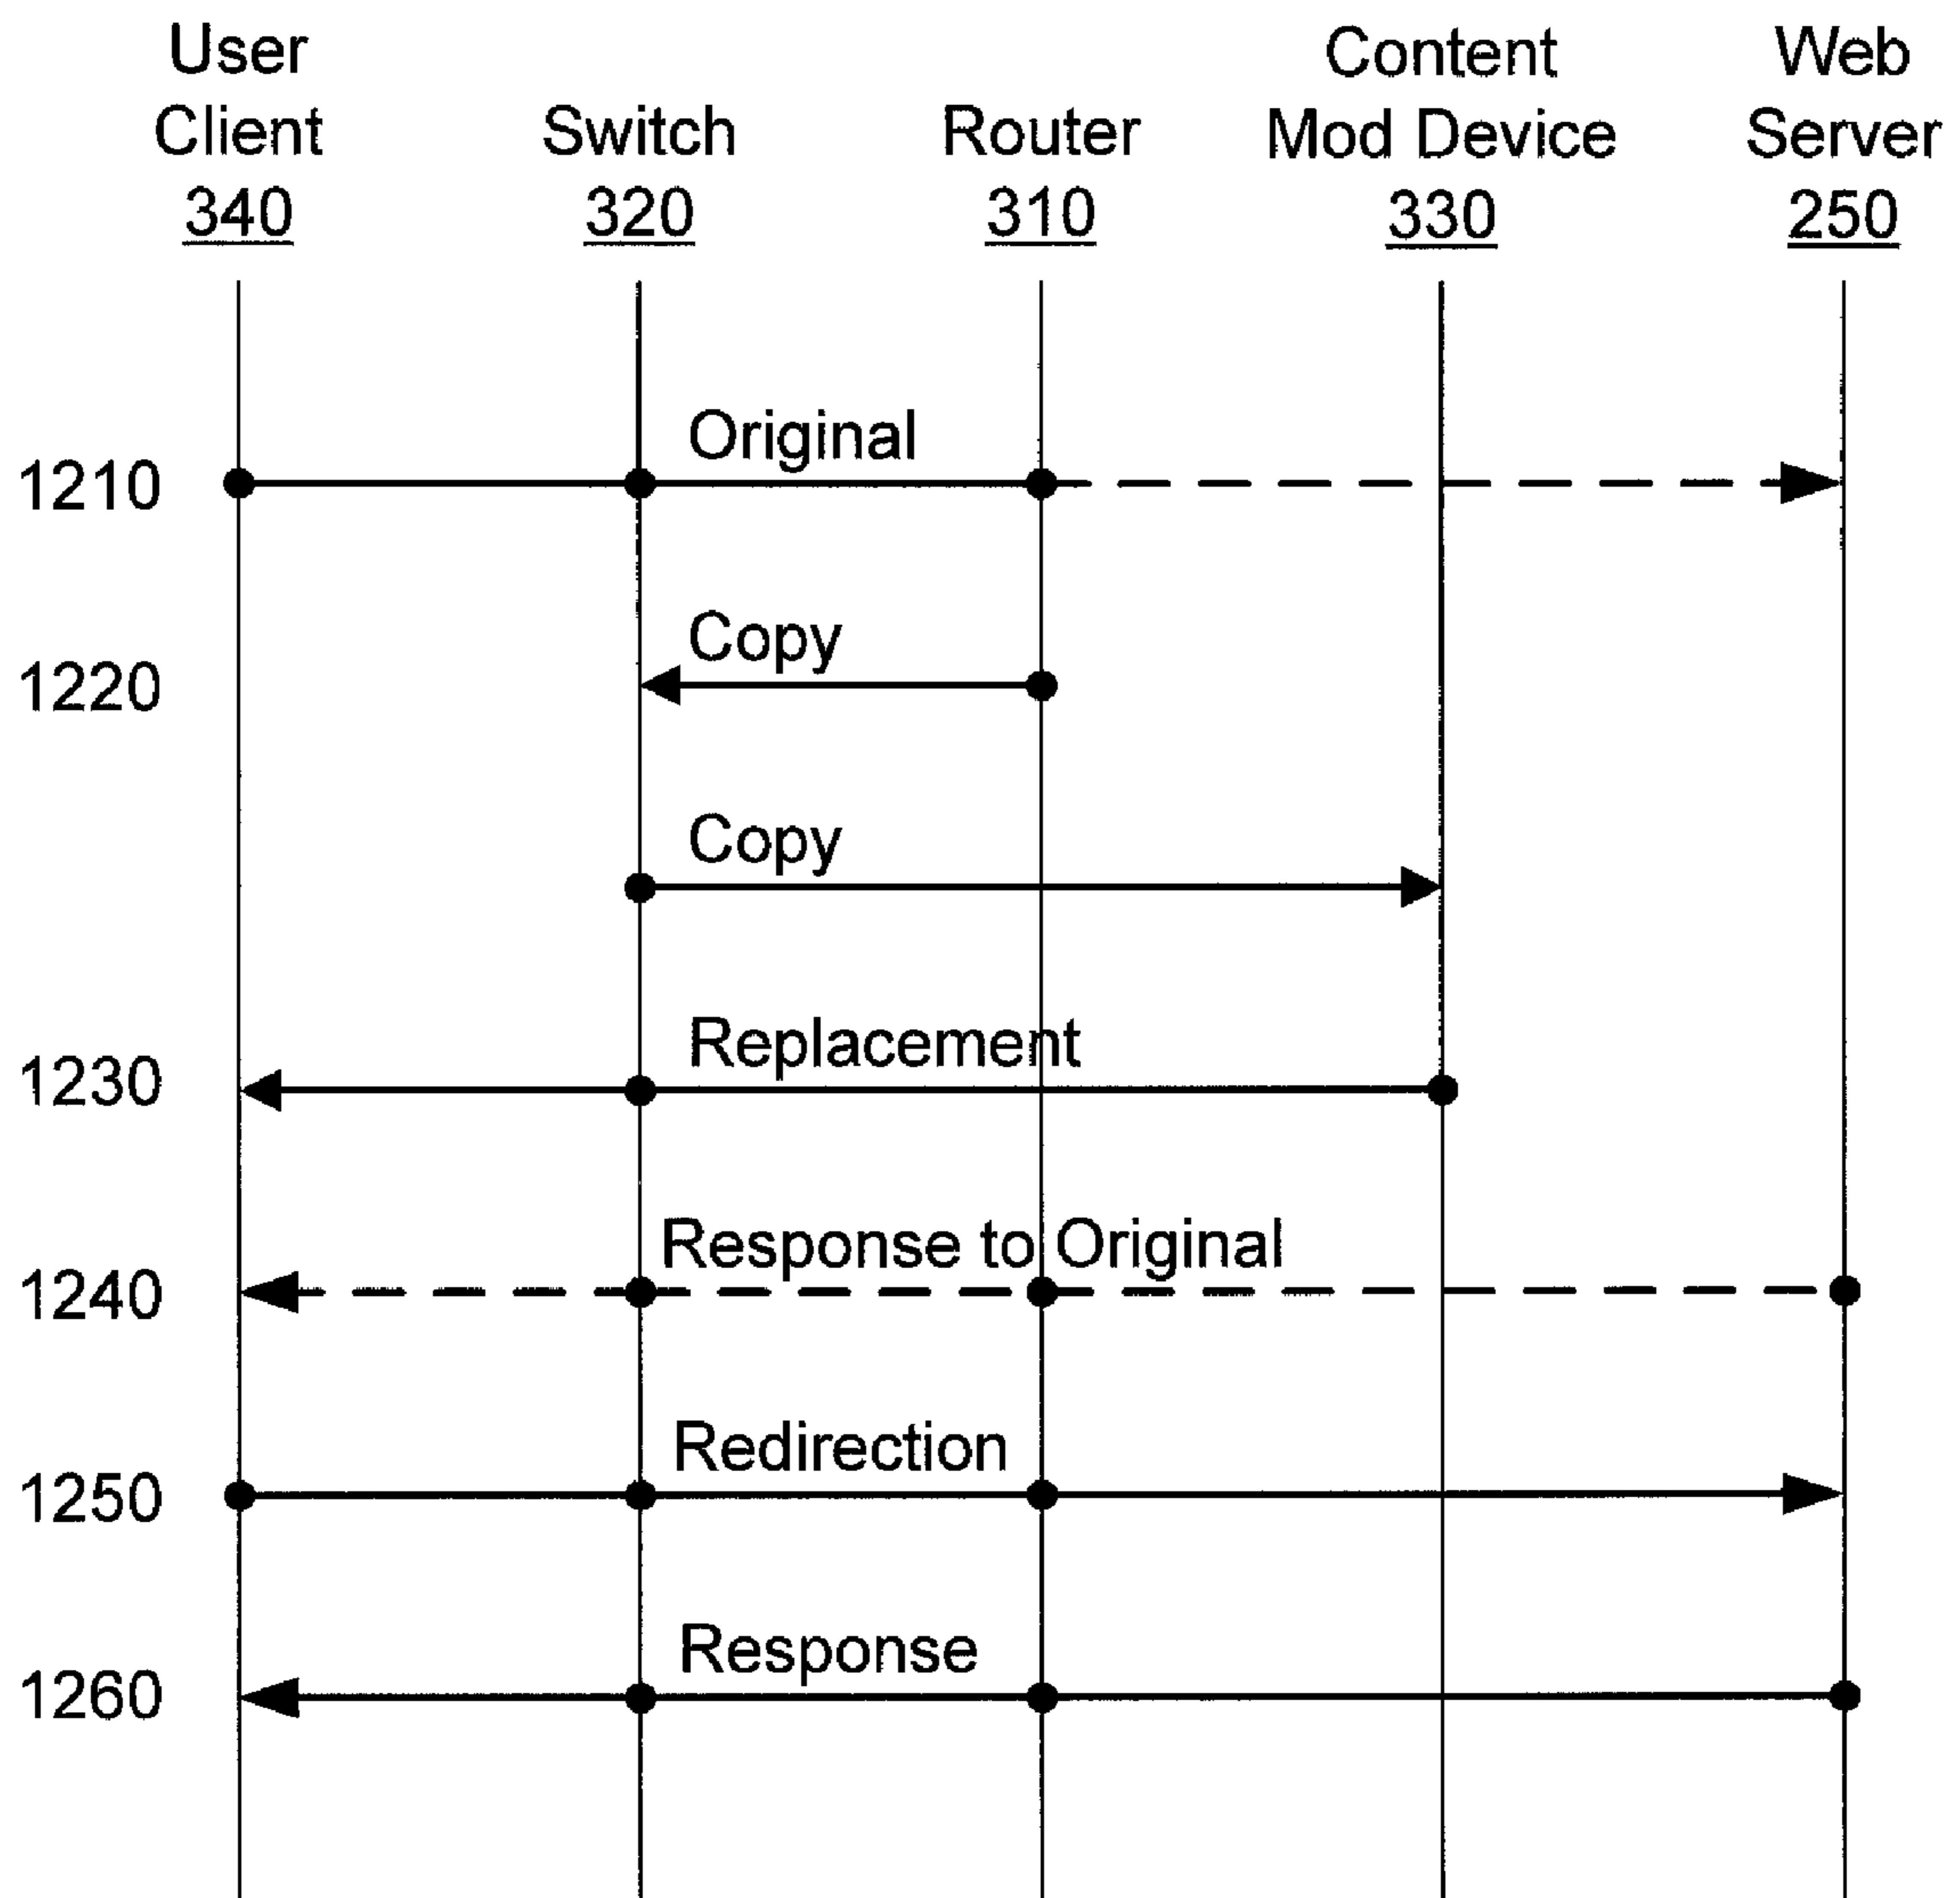 User
Client
340
Switch
320
Router
310
Content
Mod Device
330
Web
Server
250
1210
Original
1220
Copy
Copy
1230
Replacement
1240
Response to Original
1250
Redirection
1260
Response